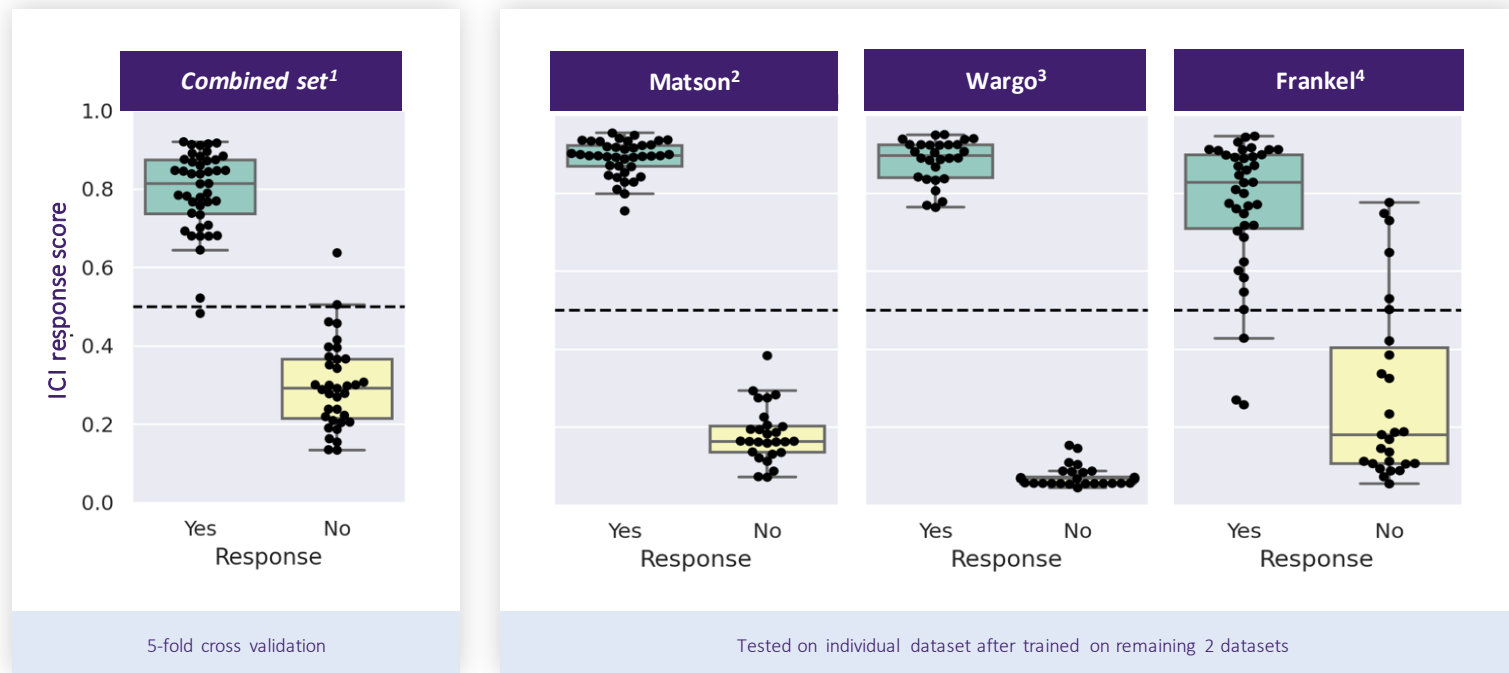 Combined set1
Matson2
Wargo3
Frankel4
ICI response score
1.0
0.8
0.6
0.4
0.2
0.0
Yes
No
Response
Yes
No
Response
Yes
No
Response
Yes
No
Response
5-fold cross validation
Tested on individual dataset after trained on remaining 2 datasets